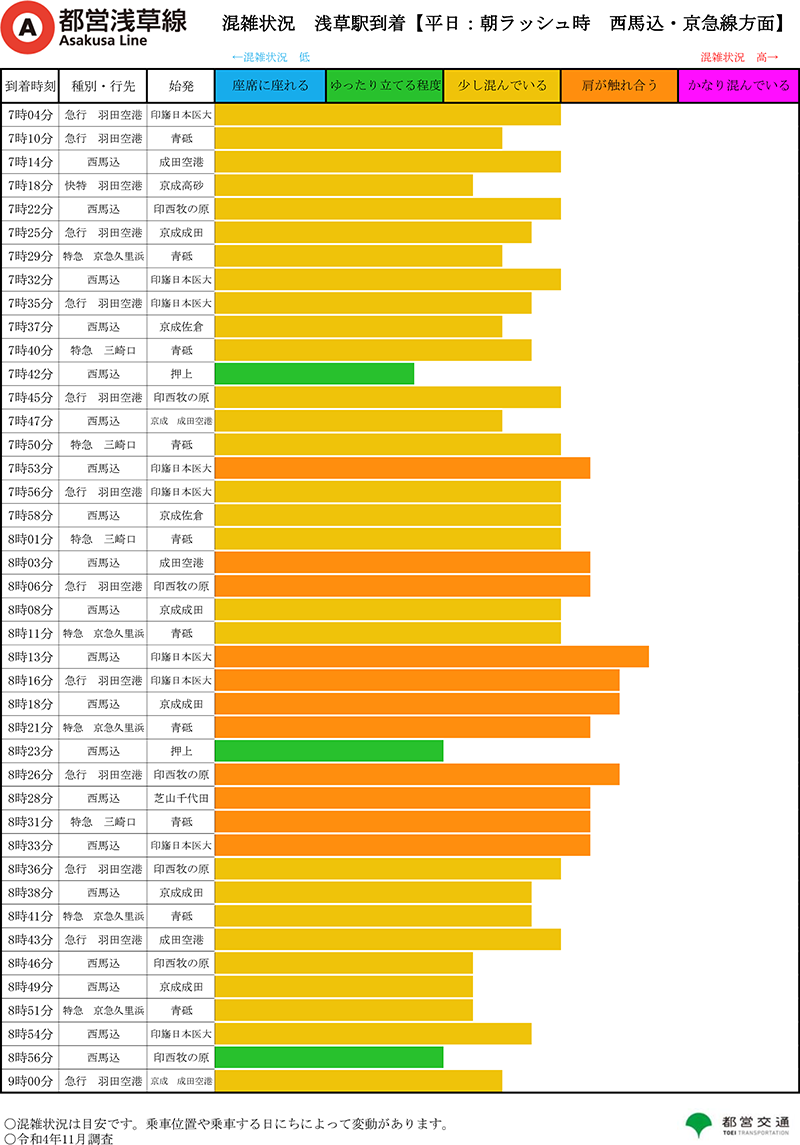 A 都営浅草線
Asakusa Line
混雑状況　浅草駅到着【平日：朝ラッシュ時　西馬込・京急線方面】
←混雑状況　低
混雑状況　高→
到着時刻 種別・行先 始発 座席に座れる ゆったり立てる程度 少し混んでいる 肩が触れ合う かなり混んでいる
7時04分 急行　羽田空港 印旛日本医大
7時10分 急行　羽田空港 青砥
7時14分 西馬込 成田空港
7時18分 快特　羽田空港 京成高砂
7時22分 西馬込 印西牧の原
7時25分 急行　羽田空港 京成成田
7時29分 特急　京急久里浜 青砥
7時32分 西馬込 印旛日本医大
7時35分 急行　羽田空港 印旛日本医大
7時37分 西馬込 京成佐倉
7時40分 特急　三崎口 青砥
7時42分 西馬込 押上
7時45分 急行　羽田空港 印西牧の原
7時47分 西馬込 京成　成田空港
7時50分 特急　三崎口 青砥
7時53分 西馬込 印旛日本医大
7時56分 急行　羽田空港 印旛日本医大
7時58分 西馬込 京成佐倉
8時01分 特急　三崎口 青砥
8時03分 西馬込 成田空港
8時06分 急行　羽田空港 印西牧の原
8時08分 西馬込 京成成田
8時11分 特急　京急久里浜 青砥
8時13分 西馬込 印旛日本医大
8時16分 急行　羽田空港 印旛日本医大
8時18分 西馬込 京成成田
8時21分 特急　京急久里浜 青砥
8時23分 西馬込 押上
8時26分 急行　羽田空港 印西牧の原
8時28分 西馬込 芝山千代田
8時31分 特急　三崎口 青砥
8時33分 西馬込 印旛日本医大
8時36分 急行　羽田空港 印西牧の原
8時38分 西馬込 京成成田
8時41分 特急　京急久里浜 青砥
8時43分 急行　羽田空港 成田空港
8時46分 西馬込 印西牧の原
8時49分 西馬込 京成成田
8時51分 特急　京急久里浜 青砥
8時54分 西馬込 印旛日本医大
8時56分 西馬込 印西牧の原
9時00分 急行　羽田空港 京成　成田空港
○混雑状況は目安です。乗車位置や乗車する日にちによって変動があります。
○令和4年11月調査
都営交通
TOEI TRANSPORTATION